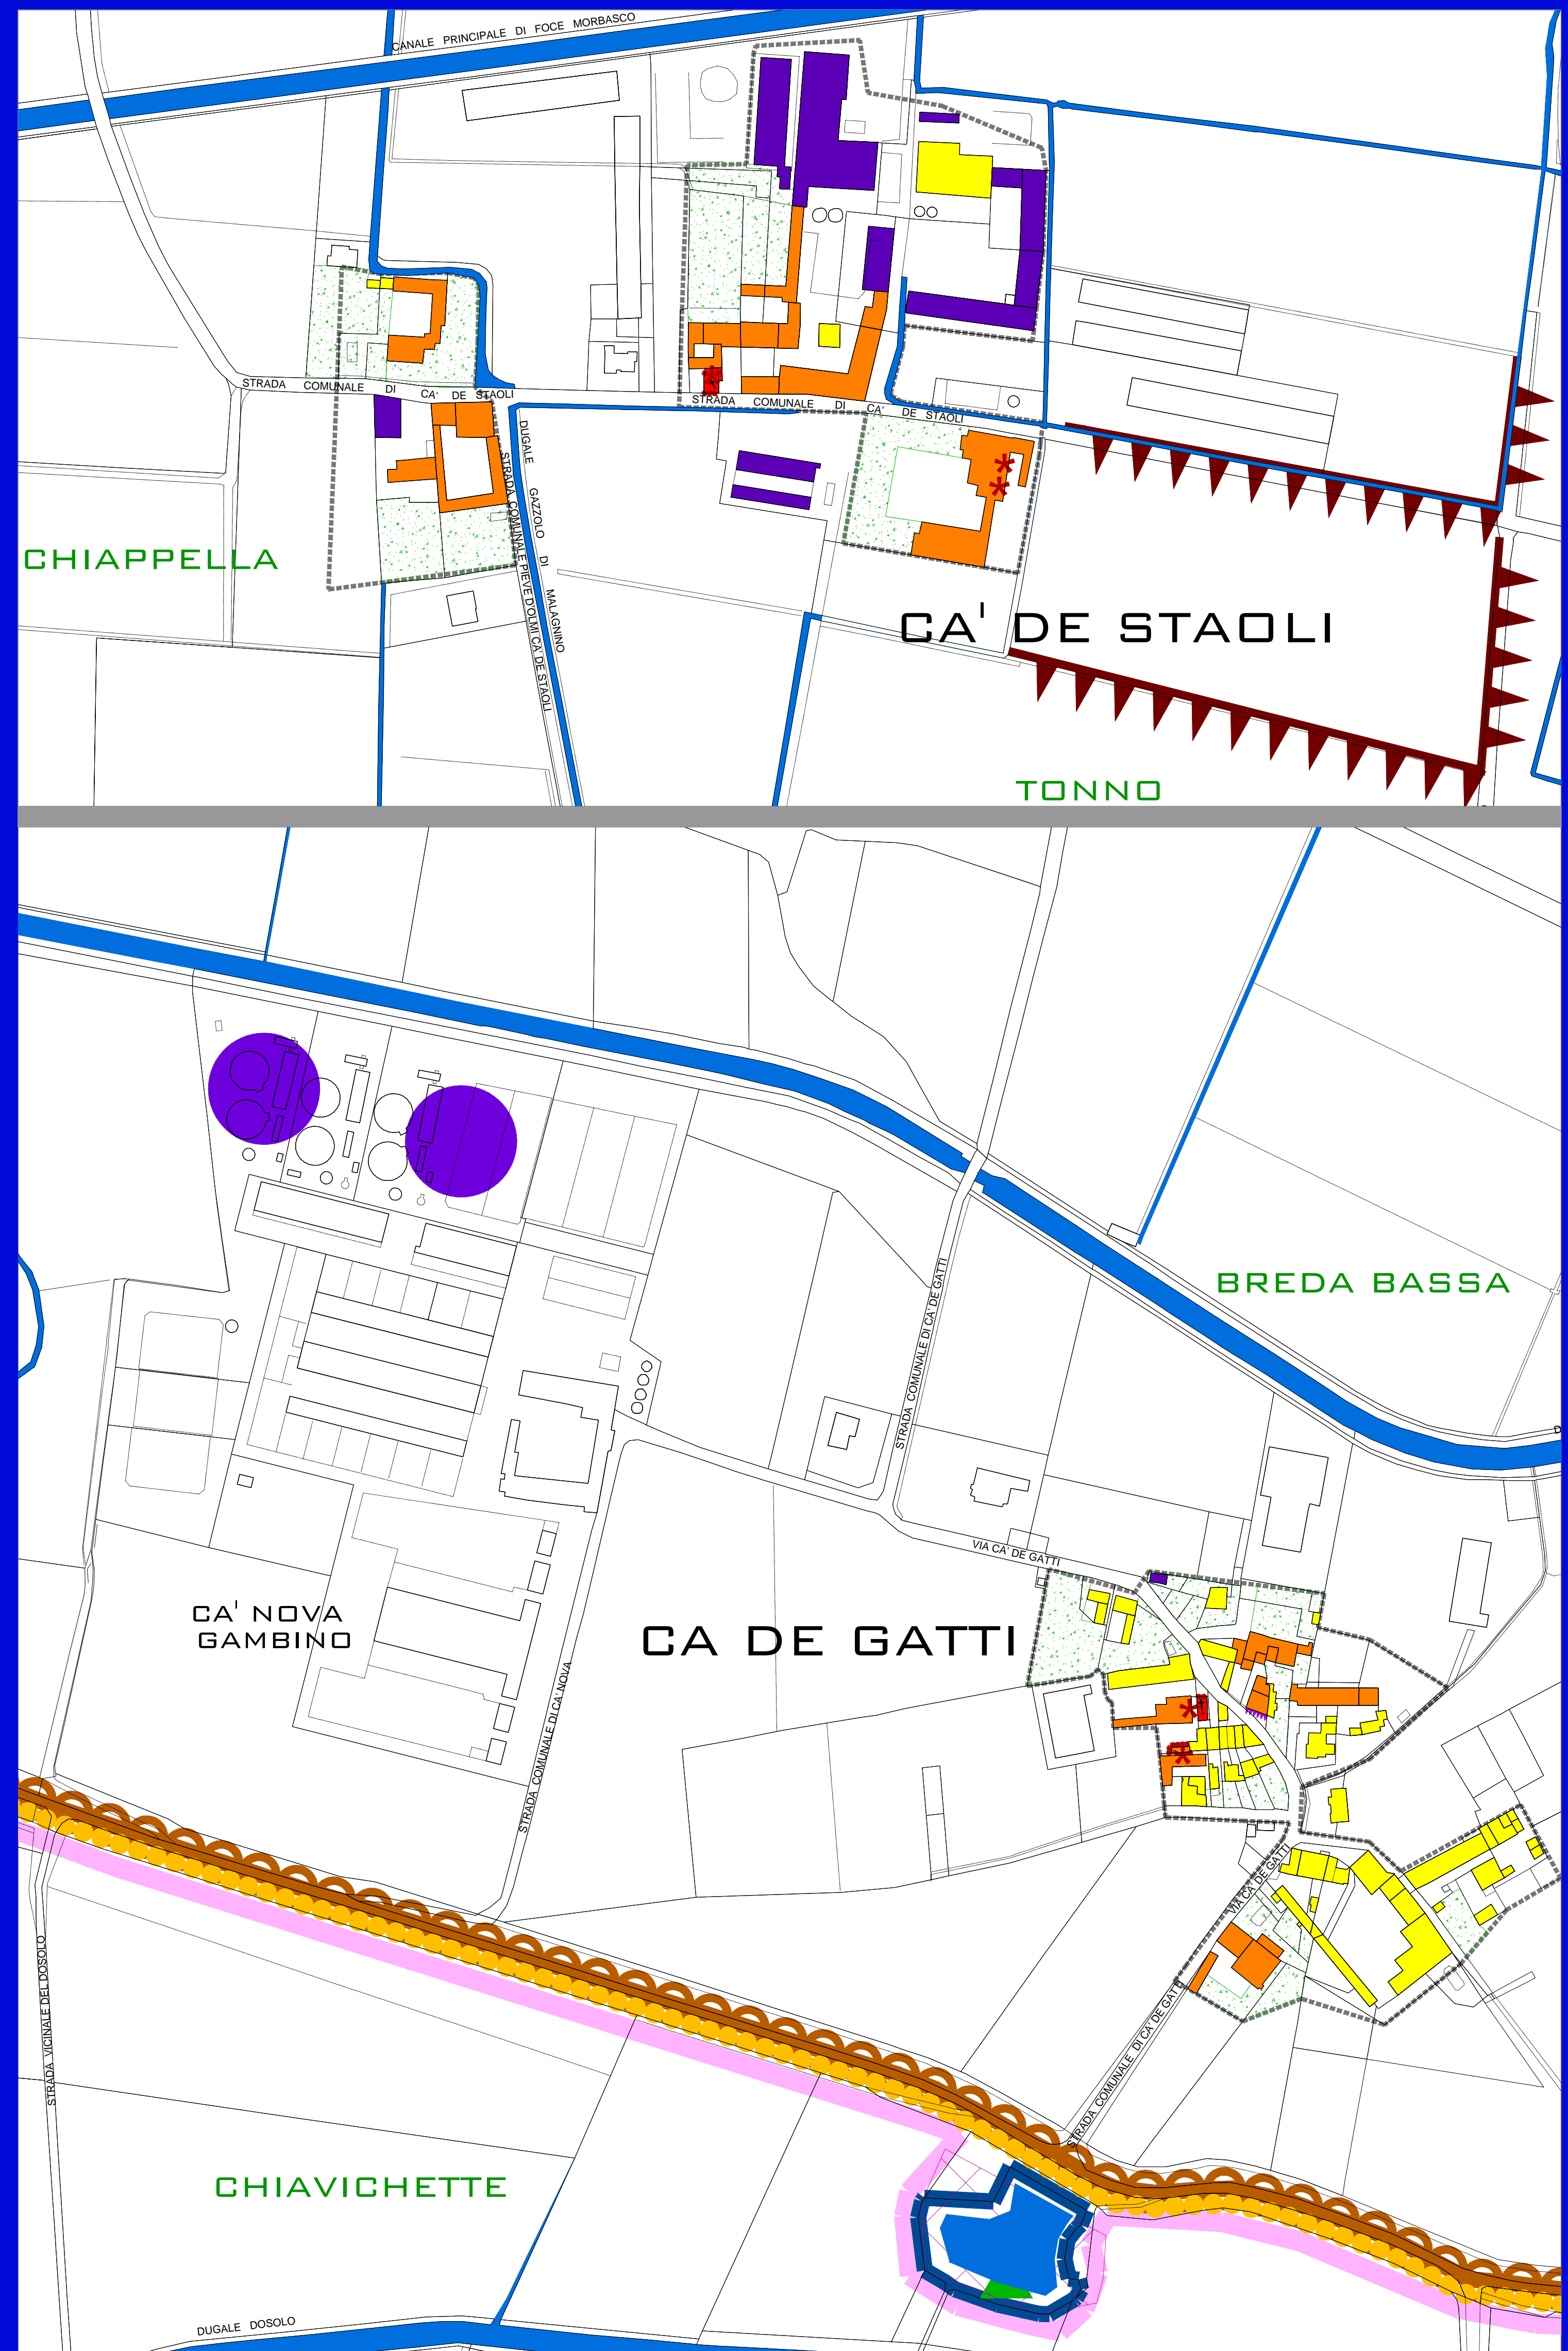 CANALE PRINCIPALE DI FOCE MORBASCO
STRADA COMUNALE DI CA' DE STAOLI
STRADA COMUNALE DI CA' DE STAOLI
DUGALE GAZZOLO DI MALAGNINO
STRADA COMUNALE PIEVE D'OLMI CA' DE STAOLI
CHIAPPELLA
CA' DE STAOLI
TONNO
BREDA BASSA
STRADA COMUNALE DI CA' DE GATTI
D
VIA CA' DE GATTI
CA' NOVA
GAMBINO
CA DE GATTI
STRADA COMUNALE DI CA' NOVA
VIA CA' DE GATTI
STRADA VICINALE DEL DOSOLO
STRADA COMUNALE DI CA' DE GATTI
CHIAVICHETTE
DUGALE DOSOLO